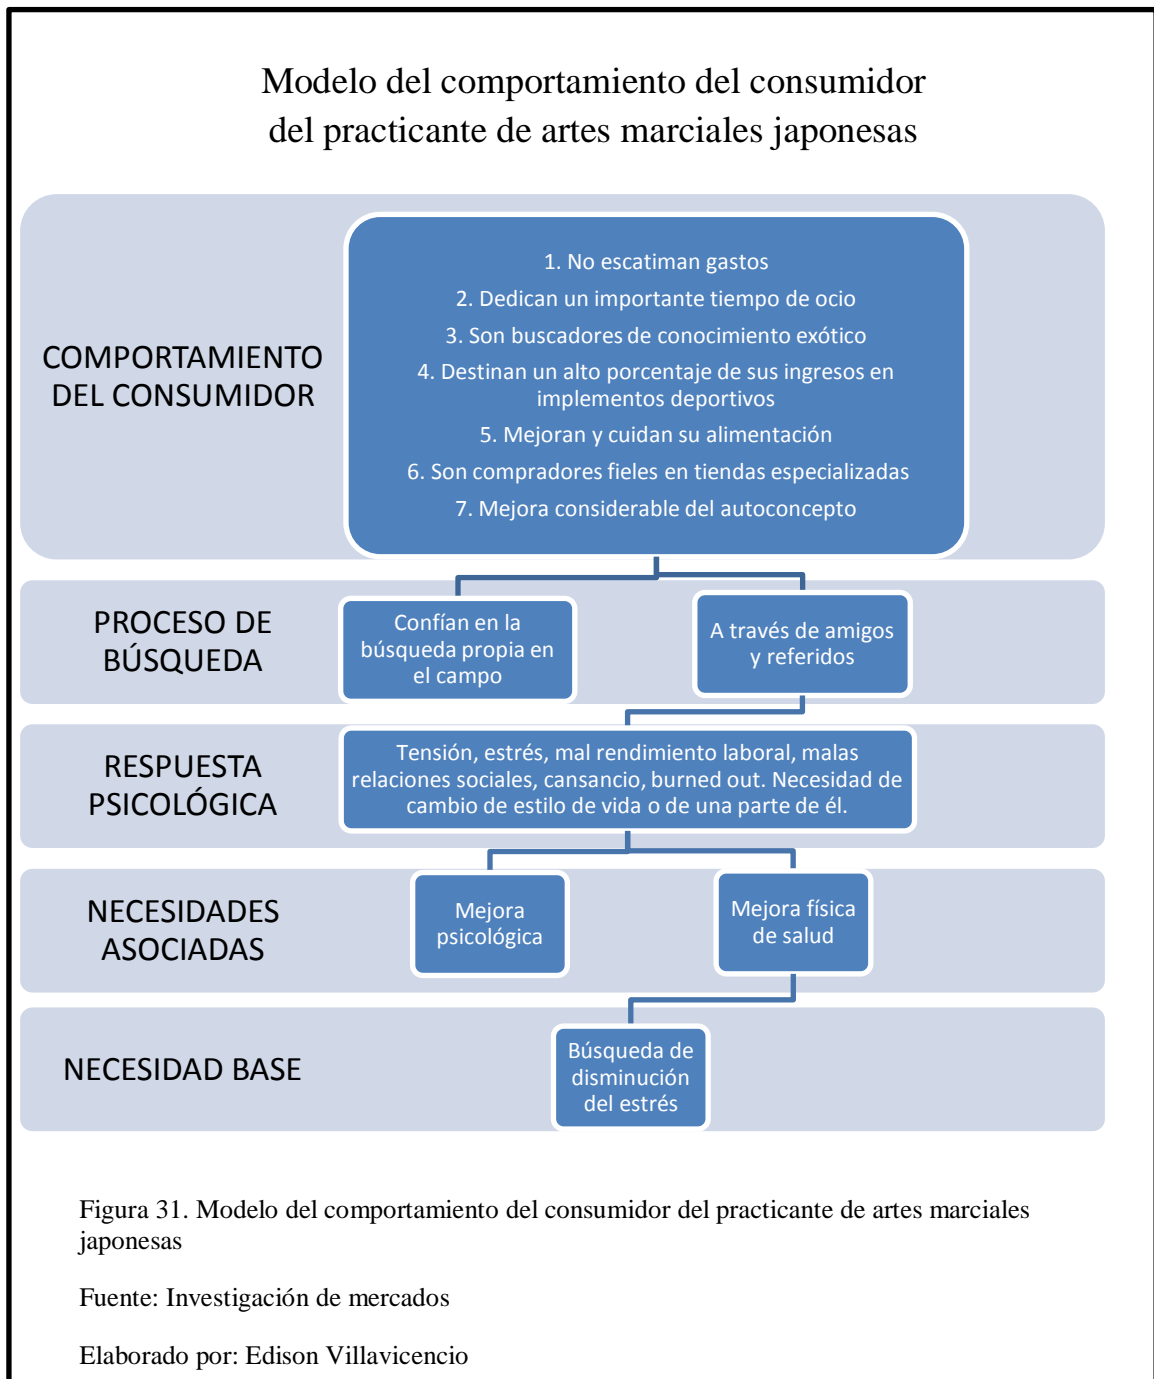 Modelo del comportamiento del consumidor
del practicante de artes marciales japonesas
COMPORTAMIENTO
DEL CONSUMIDOR
1. No escatiman gastos
2. Dedican un importante tiempo de ocio
3. Son buscadores de conocimiento exótico
4. Destinan un alto porcentaje de sus ingresos en
implementos deportivos
5. Mejoran y cuidan su alimentación
6. Son compradores fieles en tiendas especializadas
7. Mejora considerable del autoconcepto
PROCESO DE
BÚSQUEDA
Confían en la
búsqueda propia en
el campo
A través de amigos
y referidos
RESPUESTA
PSICOLÓGICA
Tensión, estrés, mal rendimiento laboral, malas
relaciones sociales, cansancio, burned out. Necesidad de
cambio de estilo de vida o de una parte de él.
NECESIDADES
ASOCIADAS
Mejora
psicológica
Mejora física
de salud
NECESIDAD BASE
Búsqueda de
disminución
del estrés
Figura 31. Modelo del comportamiento del consumidor del practicante de artes marciales
japonesas
Fuente: Investigación de mercados
Elaborado por: Edison Villavicencio